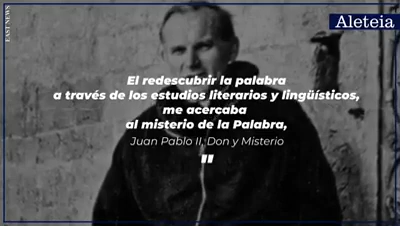 EAST NEWS
Aleteia
El redescubrir la palabra
a través de los estudios literarios y lingüísticos,
me acercaba
al misterio de la Palabra,
Juan Pablo II, Don y Misterio
"